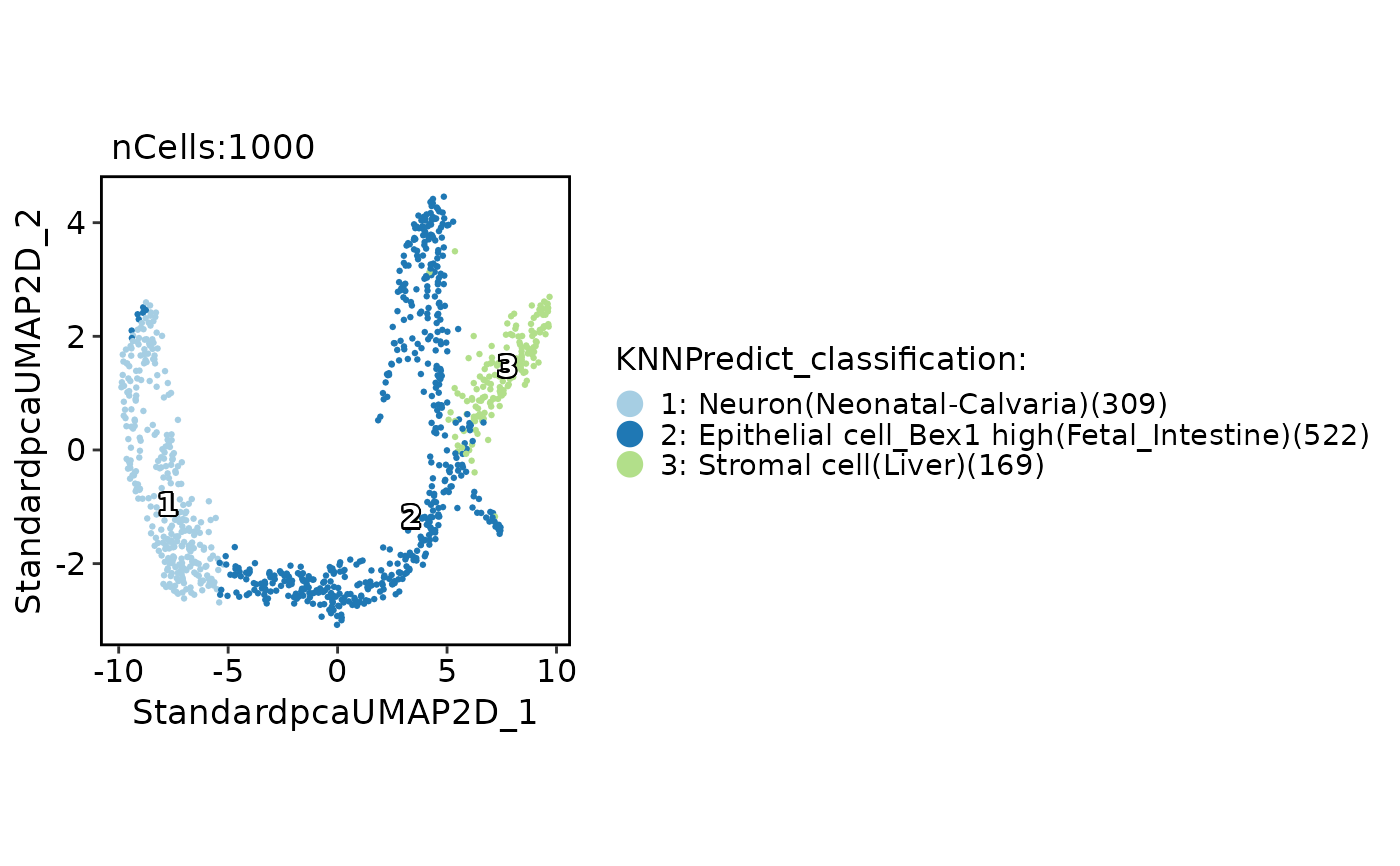 nCells:1000
StandardpcaUMAP2D_2
4
2
0
-2
1
2
3
-10 -5 0 5 10
StandardpcaUMAP2D_1
KNNPredict_classification:
1: Neuron(Neonatal-Calvaria)(309)
2: Epithelial cell_Bex1 high(Fetal_Intestine)(522)
3: Stromal cell(Liver)(169)